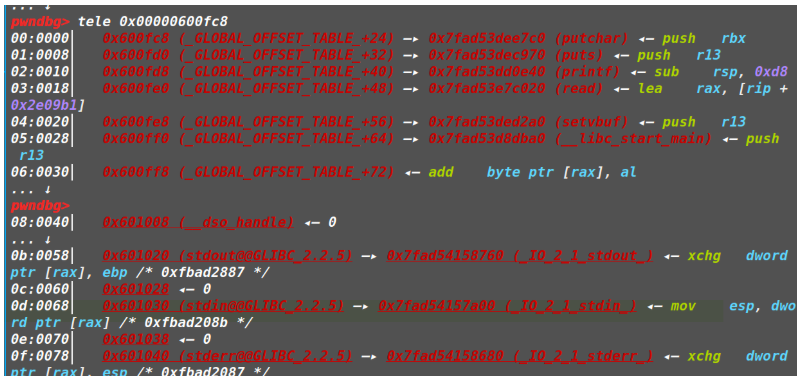 ... ↓
pwndbg> tele 0x00000600fc8
00:0000│ 0x600fc8 (_GLOBAL_OFFSET_TABLE_+24) —▸ 0x7fad53dee7c0 (putchar) ◂— push rbx
01:0008│ 0x600fd0 (_GLOBAL_OFFSET_TABLE_+32) —▸ 0x7fad53dec970 (puts) ◂— push r13
02:0010│ 0x600fd8 (_GLOBAL_OFFSET_TABLE_+40) —▸ 0x7fad53dd0e40 (printf) ◂— sub rsp, 0xd8
03:0018│ 0x600fe0 (_GLOBAL_OFFSET_TABLE_+48) —▸ 0x7fad53e7c020 (read) ◂— lea rax, [rip +
0x2e09b1]
04:0020│ 0x600fe8 (_GLOBAL_OFFSET_TABLE_+56) —▸ 0x7fad53ded2a0 (setvbuf) ◂— push r13
05:0028│ 0x600ff0 (_GLOBAL_OFFSET_TABLE_+64) —▸ 0x7fad53d8dba0 (__libc_start_main) ◂— push
r13
06:0030│ 0x600ff8 (_GLOBAL_OFFSET_TABLE_+72) ◂— add byte ptr [rax], al
... ↓
pwndbg>
08:0040│ 0x601008 (__dso_handle) ◂— 0
... ↓
0b:0058│ 0x601020 (stdout@@GLIBC_2.2.5) —▸ 0x7fad54158760 (_IO_2_1_stdout_) ◂— xchg dword
ptr [rax], ebp /* 0xfbad2887 */
0c:0060│ 0x601028 ◂— 0
0d:0068│ 0x601030 (stdin@@GLIBC_2.2.5) —▸ 0x7fad54157a00 (_IO_2_1_stdin_) ◂— mov esp, dwo
rd ptr [rax] /* 0xfbad208b */
0e:0070│ 0x601038 ◂— 0
0f:0078│ 0x601040 (stderr@@GLIBC_2.2.5) —▸ 0x7fad54158680 (_IO_2_1_stderr_) ◂— xchg dword
ptr [rax], esp /* 0xfbad2087 */